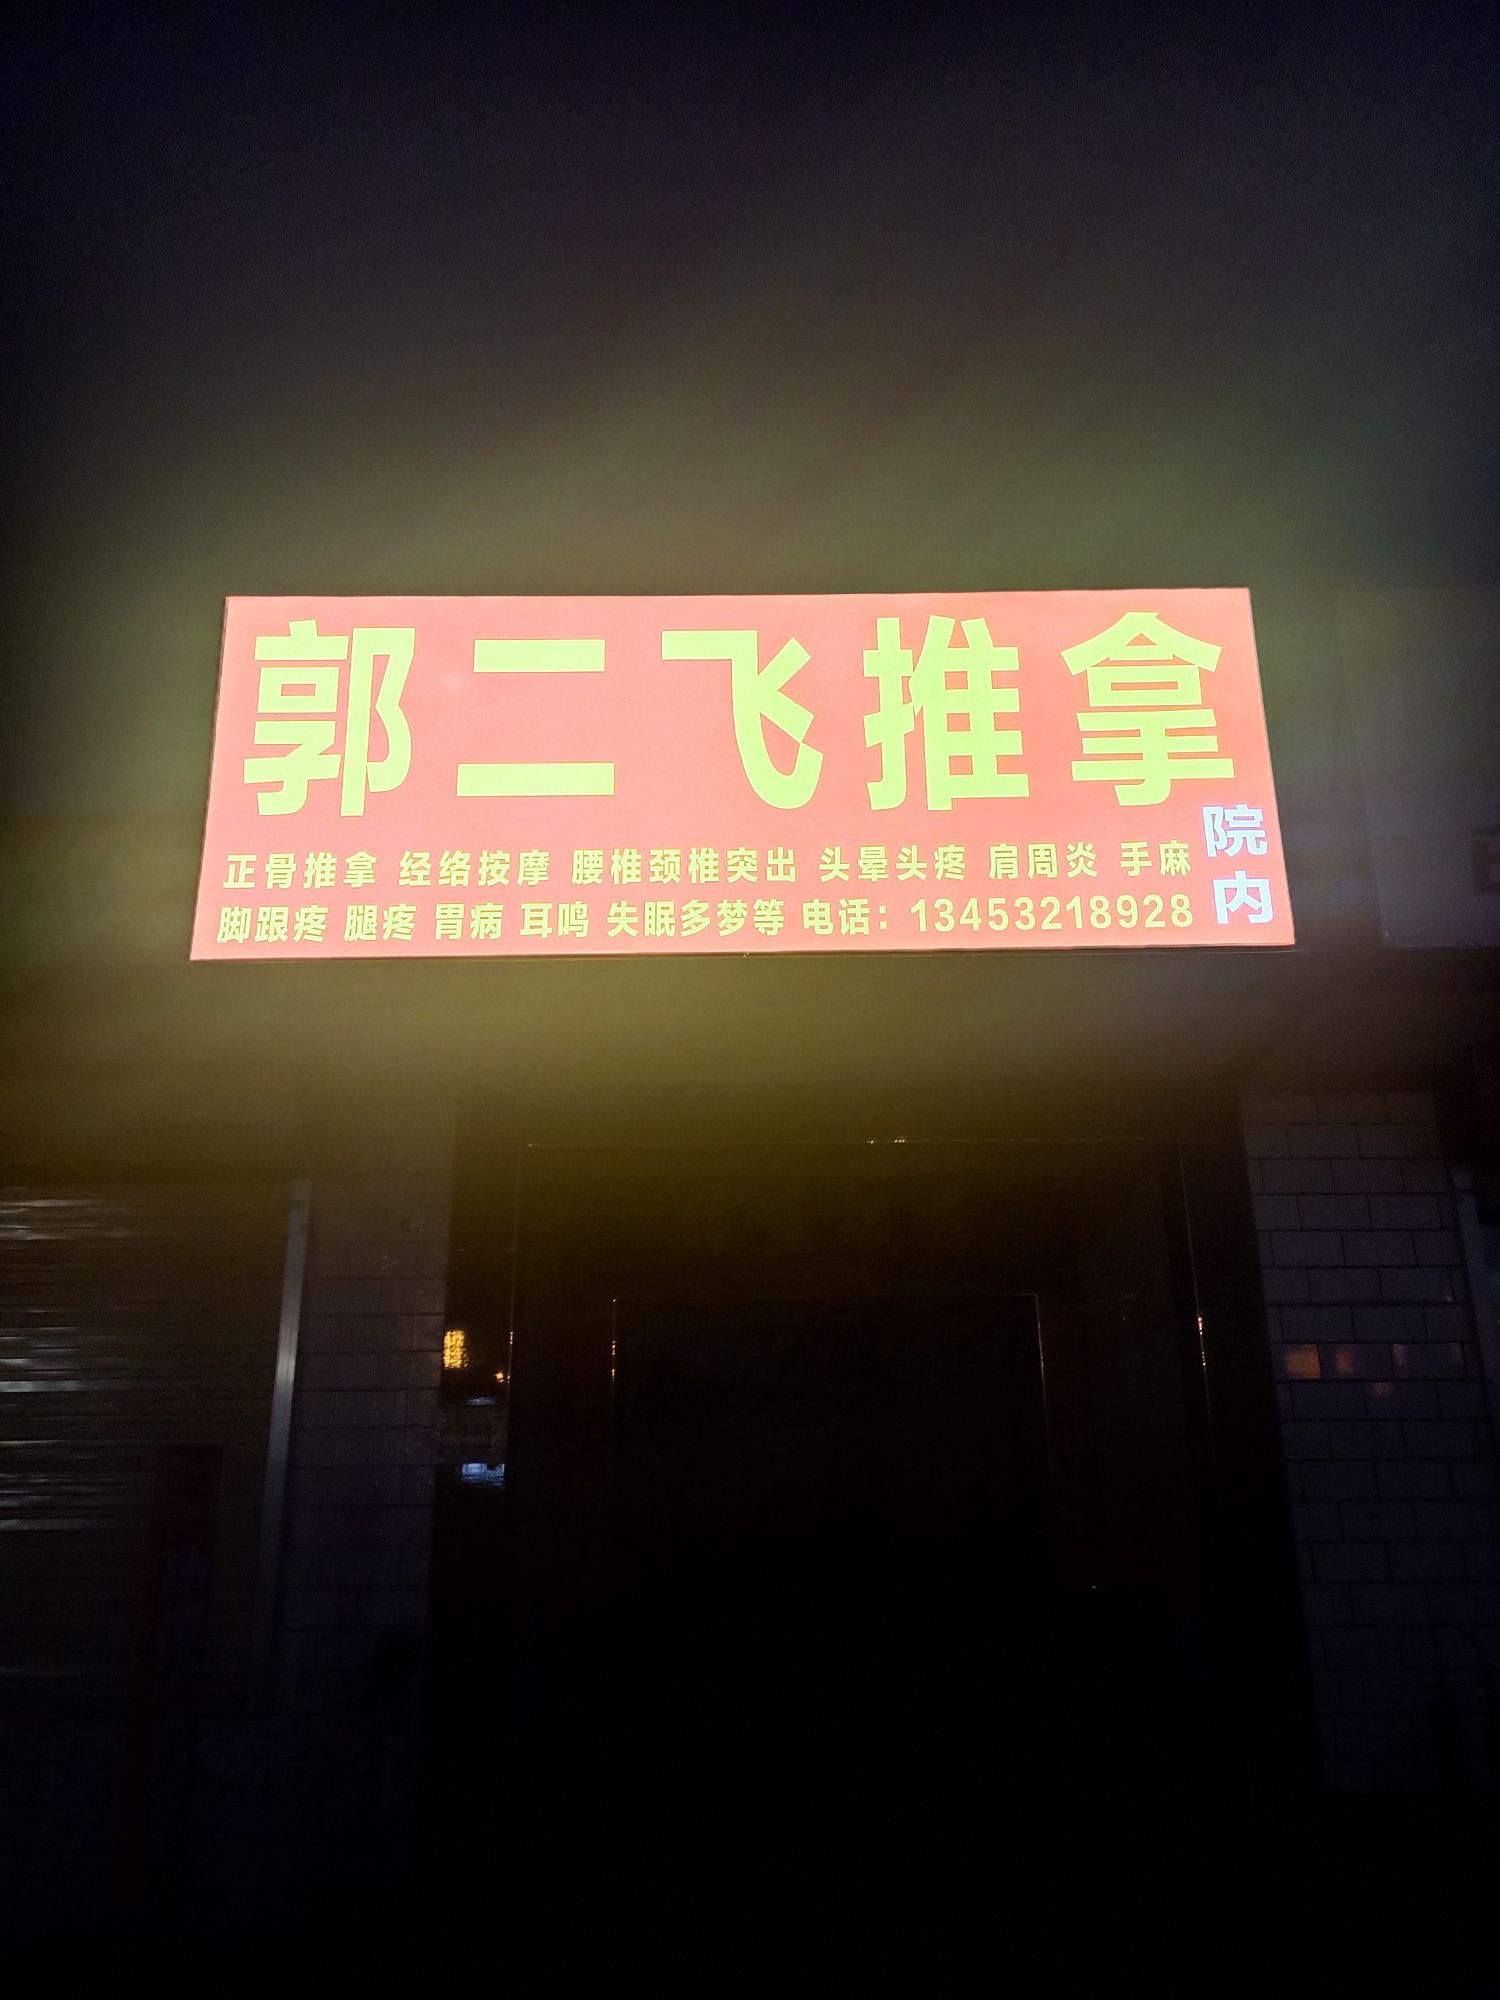 郭二飞推拿
正骨推拿 经络按摩 腰椎颈椎突出 头晕头疼 肩周炎 手麻
脚跟疼 腿疼 胃病 耳鸣 失眠多梦等 电话：13453218928
院内